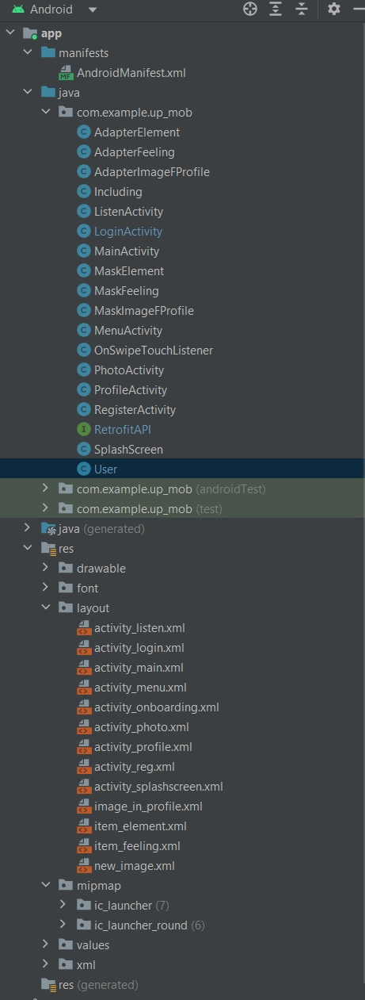 Android
app
manifests
AndroidManifest.xml
java
com.example.up_mob
AdapterElement
AdapterFeeling
AdapterImageFProfile
Including
ListenActivity
LoginActivity
MainActivity
MaskElement
MaskFeeling
MaskImageFProfile
MenuActivity
OnSwipeTouchListener
PhotoActivity
ProfileActivity
RegisterActivity
RetrofitAPI
SplashScreen
User
com.example.up_mob (androidTest)
com.example.up_mob (test)
java (generated)
res
drawable
font
layout
activity_listen.xml
activity_login.xml
activity_main.xml
activity_menu.xml
activity_onboarding.xml
activity_photo.xml
activity_profile.xml
activity_reg.xml
activity_splashscreen.xml
image_in_profile.xml
item_element.xml
item_feeling.xml
new_image.xml
mipmap
ic_launcher (7)
ic_launcher_round (6)
values
xml
res (generated)